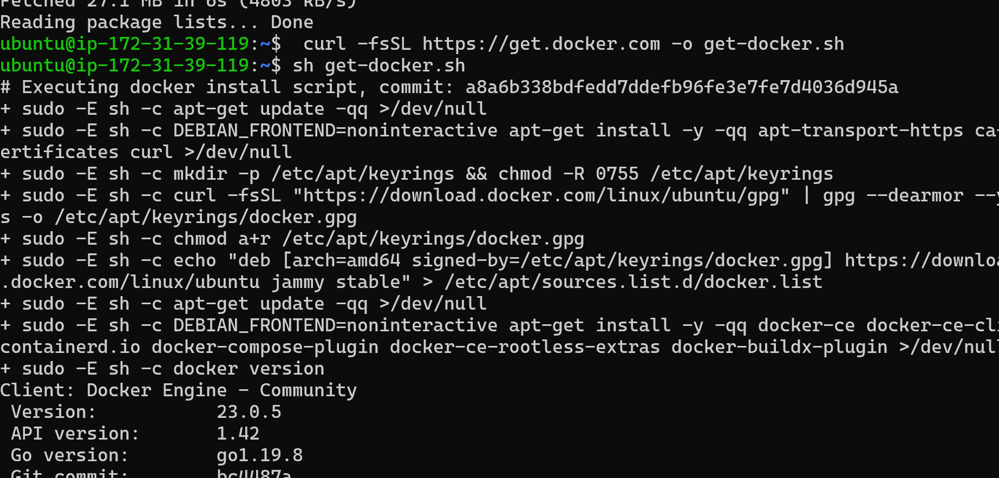 Fetched 27.1 MB in 6s (4803 kB/s)
Reading package lists... Done
ubuntu@ip-172-31-39-119:~$  curl -fsSL https://get.docker.com -o get-docker.sh
ubuntu@ip-172-31-39-119:~$ sh get-docker.sh
# Executing docker install script, commit: a8a6b338bdfedd7ddefb96fe3e7fe7d4036d945a
+ sudo -E sh -c apt-get update -qq >/dev/null
+ sudo -E sh -c DEBIAN_FRONTEND=noninteractive apt-get install -y -qq apt-transport-https ca-
ertificates curl >/dev/null
+ sudo -E sh -c mkdir -p /etc/apt/keyrings && chmod -R 0755 /etc/apt/keyrings
+ sudo -E sh -c curl -fsSL "https://download.docker.com/linux/ubuntu/gpg" | gpg --dearmor --y
s -o /etc/apt/keyrings/docker.gpg
+ sudo -E sh -c chmod a+r /etc/apt/keyrings/docker.gpg
+ sudo -E sh -c echo "deb [arch=amd64 signed-by=/etc/apt/keyrings/docker.gpg] https://downloa
.docker.com/linux/ubuntu jammy stable" > /etc/apt/sources.list.d/docker.list
+ sudo -E sh -c apt-get update -qq >/dev/null
+ sudo -E sh -c DEBIAN_FRONTEND=noninteractive apt-get install -y -qq docker-ce docker-ce-cli
containerd.io docker-compose-plugin docker-ce-rootless-extras docker-buildx-plugin >/dev/null
+ sudo -E sh -c docker version
Client: Docker Engine - Community
 Version:           23.0.5
 API version:       1.42
 Go version:        go1.19.8
 Git commit:        bc4487a